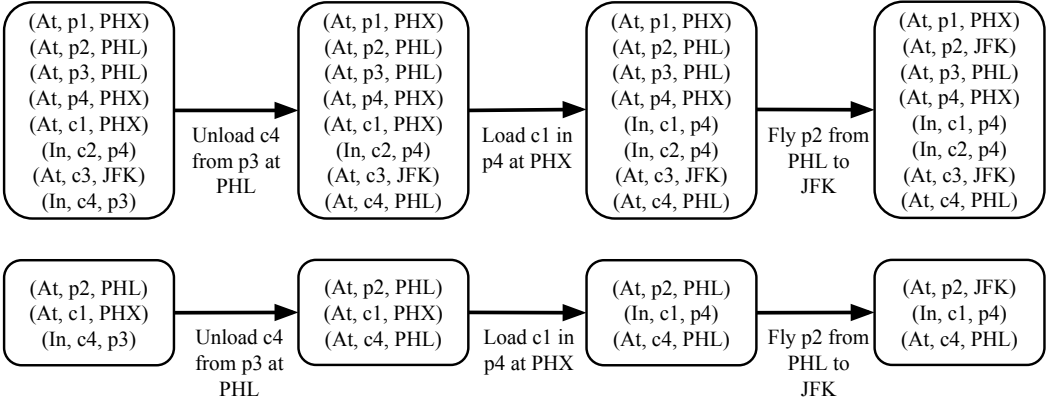 (At, p1, PHX)
(At, p2, PHL)
(At, p3, PHL)
(At, p4, PHX)
(At, c1, PHX)
(In, c2, p4)
(At, c3, JFK)
(In, c4, p3)
Unload c4
from p3 at
PHL
(At, p1, PHX)
(At, p2, PHL)
(At, p3, PHL)
(At, p4, PHX)
(At, c1, PHX)
(In, c2, p4)
(At, c3, JFK)
(At, c4, PHL)
Load c1 in
p4 at PHX
(At, p1, PHX)
(At, p2, PHL)
(At, p3, PHL)
(At, p4, PHX)
(In, c1, p4)
(In, c2, p4)
(At, c3, JFK)
(At, c4, PHL)
Fly p2 from
PHL to
JFK
(At, p1, PHX)
(At, p2, JFK)
(At, p3, PHL)
(At, p4, PHX)
(In, c1, p4)
(In, c2, p4)
(At, c3, JFK)
(At, c4, PHL)
(At, p2, PHL)
(At, c1, PHX)
(In, c4, p3)
Unload c4
from p3 at
PHL
(At, p2, PHL)
(At, c1, PHX)
(At, c4, PHL)
Load c1 in
p4 at PHX
(At, p2, PHL)
(In, c1, p4)
(At, c4, PHL)
Fly p2 from
PHL to
JFK
(At, p2, JFK)
(In, c1, p4)
(At, c4, PHL)